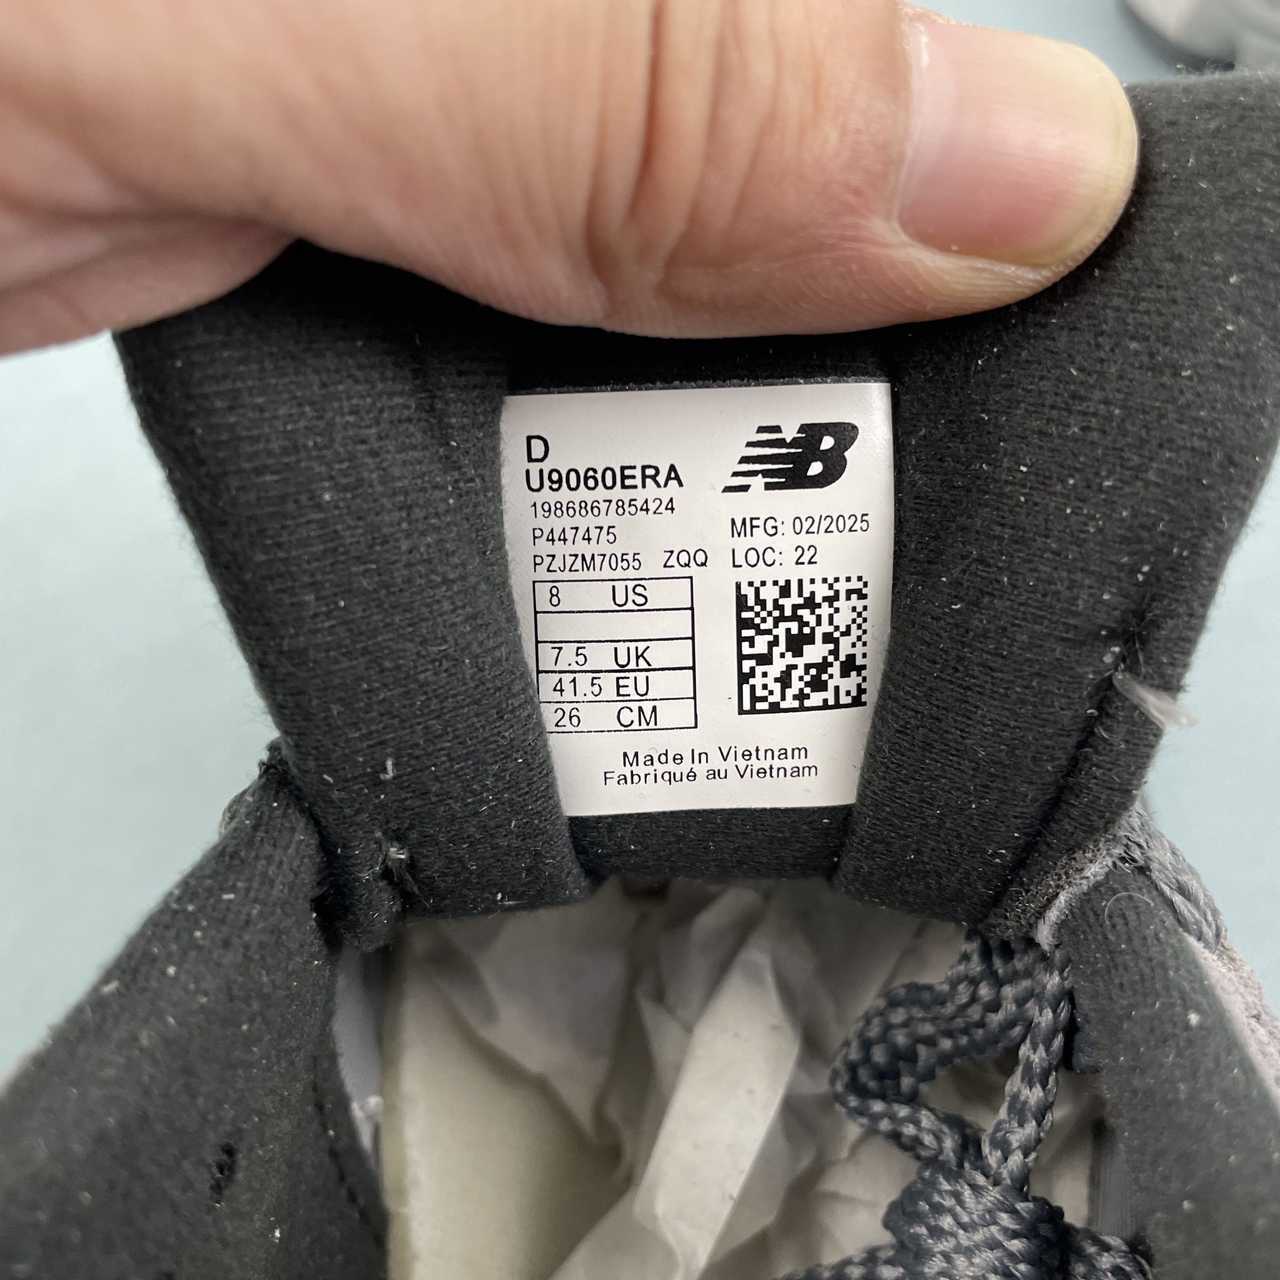 D
U9060ERA
NB
198686785424
P447475
MFG: 02/2025
PZJZM7055 ZQQ
LOC: 22
8 US
7.5 UK
41.5 EU
26 CM
Made In Vietnam
Fabriqué au Vietnam